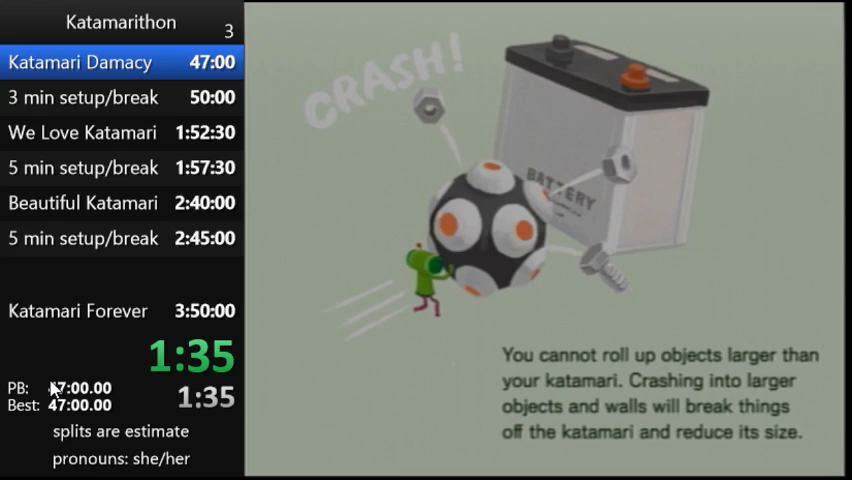 Katamarithon
3
Katamari Damacy 47:00
3 min setup/break 50:00
We Love Katamari 1:52:30
5 min setup/break 1:57:30
Beautiful Katamari 2:40:00
5 min setup/break 2:45:00
Katamari Forever 3:50:00
1:35
PB: 47:00.00
Best: 47:00.00
1:35
splits are estimate
pronouns: she/her
CRASH!
BATTERY
You cannot roll up objects larger than
your katamari. Crashing into larger
objects and walls will break things
off the katamari and reduce its size.